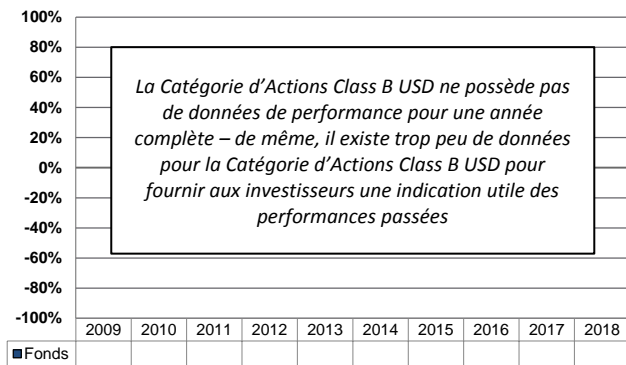 100%
80%
60%
40%
20%
0%
-20%
-40%
-60%
-80%
-100%
La Catégorie d’Actions Class B USD ne possède pas
de données de performance pour une année
complète – de même, il existe trop peu de données
pour la Catégorie d’Actions Class B USD pour
fournir aux investisseurs une indication utile des
performances passées
2009 2010 2011 2012 2013 2014 2015 2016 2017 2018
Fonds